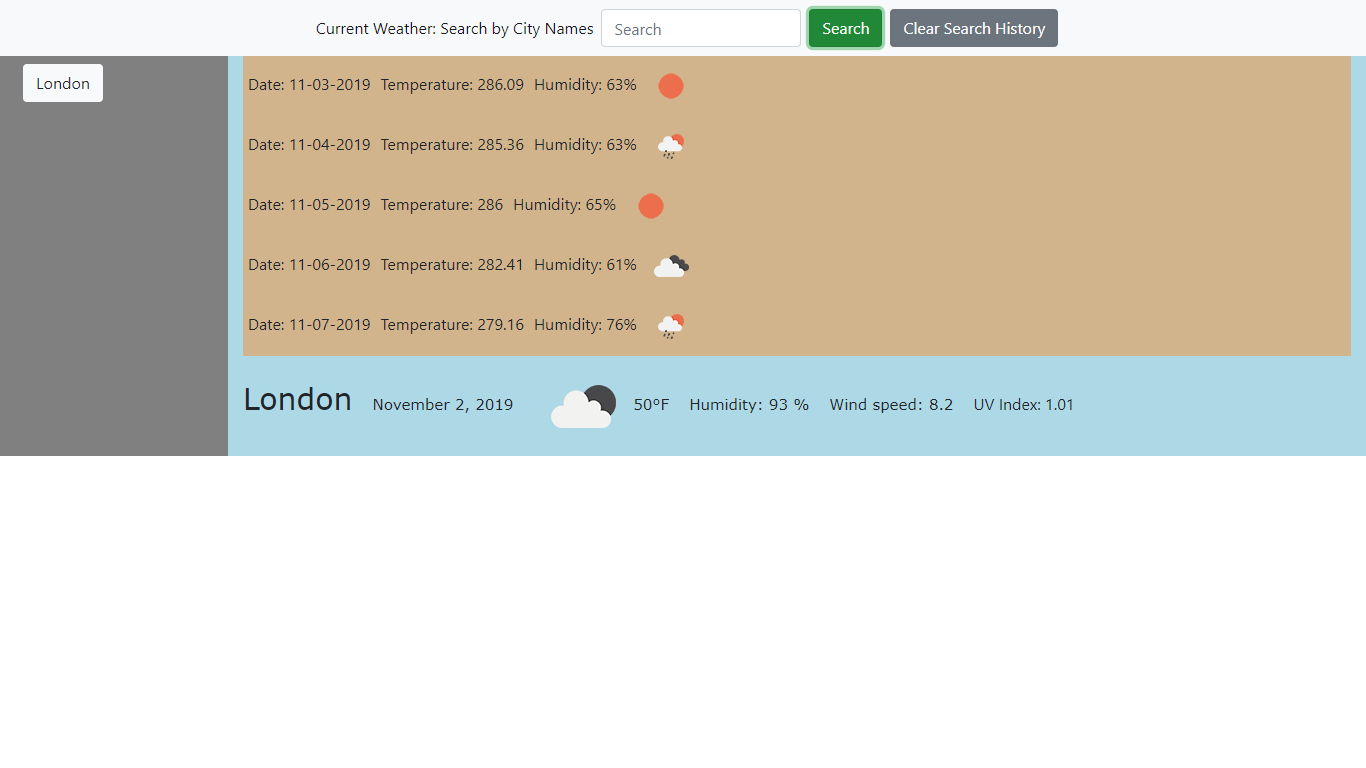 Current Weather: Search by City Names Search Search Clear Search History
London
Date: 11-03-2019 Temperature: 286.09 Humidity: 63%
Date: 11-04-2019 Temperature: 285.36 Humidity: 63%
Date: 11-05-2019 Temperature: 286 Humidity: 65%
Date: 11-06-2019 Temperature: 282.41 Humidity: 61%
Date: 11-07-2019 Temperature: 279.16 Humidity: 76%
London November 2, 2019 50°F Humidity: 93 % Wind speed: 8.2 UV Index: 1.01